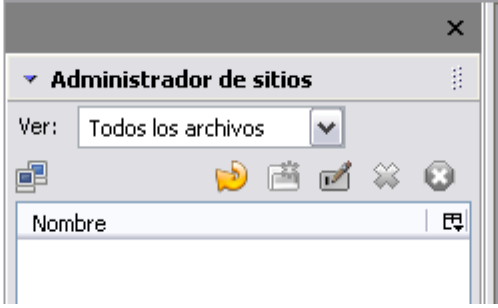 Administrador de sitios
Ver: Todos los archivos
Nombre